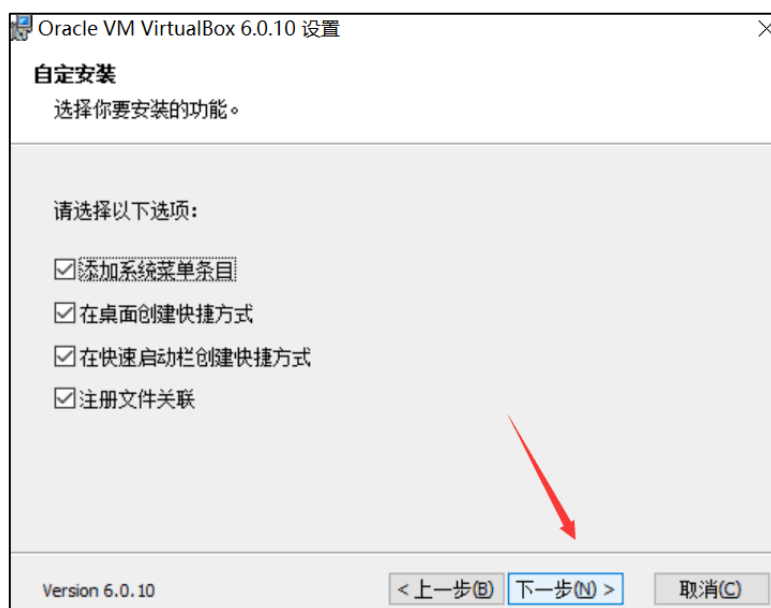 Oracle VM VirtualBox 6.0.10 设置
自定安装
选择你要安装的功能。
请选择以下选项:
添加系统菜单条目
在桌面创建快捷方式
在快速启动栏创建快捷方式
注册文件关联
Version 6.0.10 < 上一步(B) 下一步(N) > 取消(C)